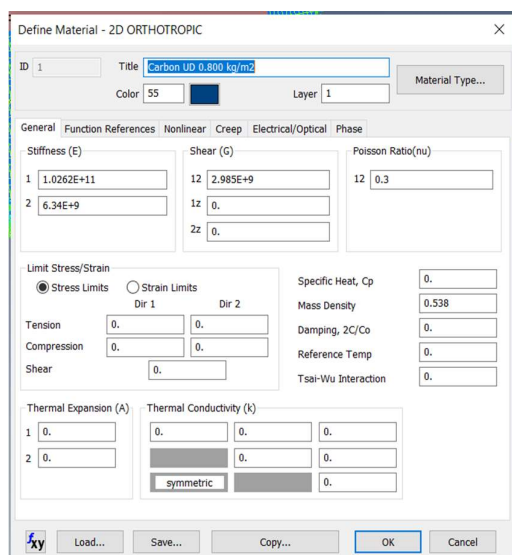 Define Material - 2D ORTHOTROPIC
ID 1 Title Carbon UD 0.800 kg/m2 Material Type...
Color 55 Layer 1
General Function References Nonlinear Creep Electrical/Optical Phase
Stiffness (E) Shear (G) Poisson Ratio(nu)
1 1.0262E+11 12 2.985E+9 12 0.3
2 6.34E+9 1z 0.
2z 0.
Limit Stress/Strain
Stress Limits Strain Limits
Dir 1 Dir 2
Tension 0. 0.
Compression 0. 0.
Shear 0.
Specific Heat, Cp 0.
Mass Density 0.538
Damping, 2C/Co 0.
Reference Temp 0.
Tsai-Wu Interaction 0.
Thermal Expansion (A) Thermal Conductivity (k)
1 0. 0. 0. 0.
2 0. 0. 0.
symmetric 0.
fxy Load... Save... Copy... OK Cancel